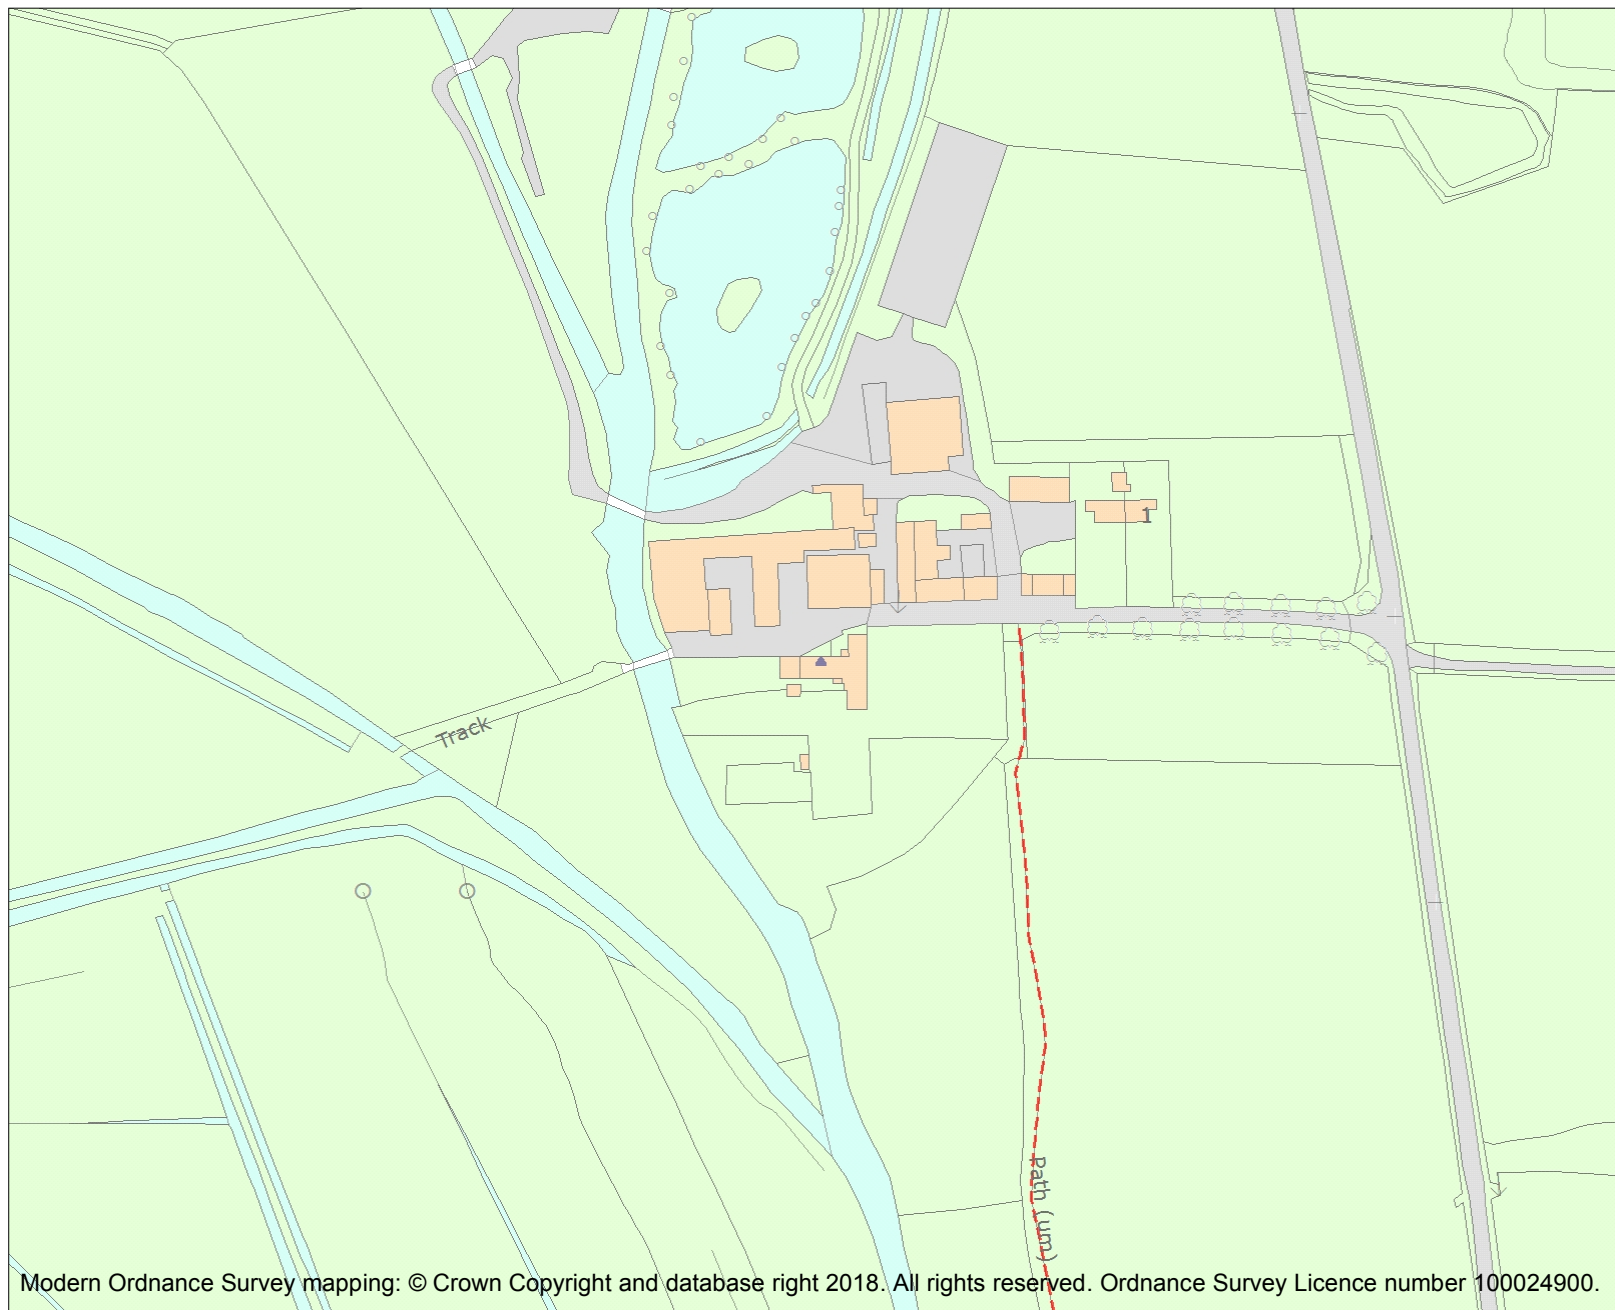 1
Track
Path (um)
Modern Ordnance Survey mapping: © Crown Copyright and database right 2018. All rights reserved. Ordnance Survey Licence number 100024900.